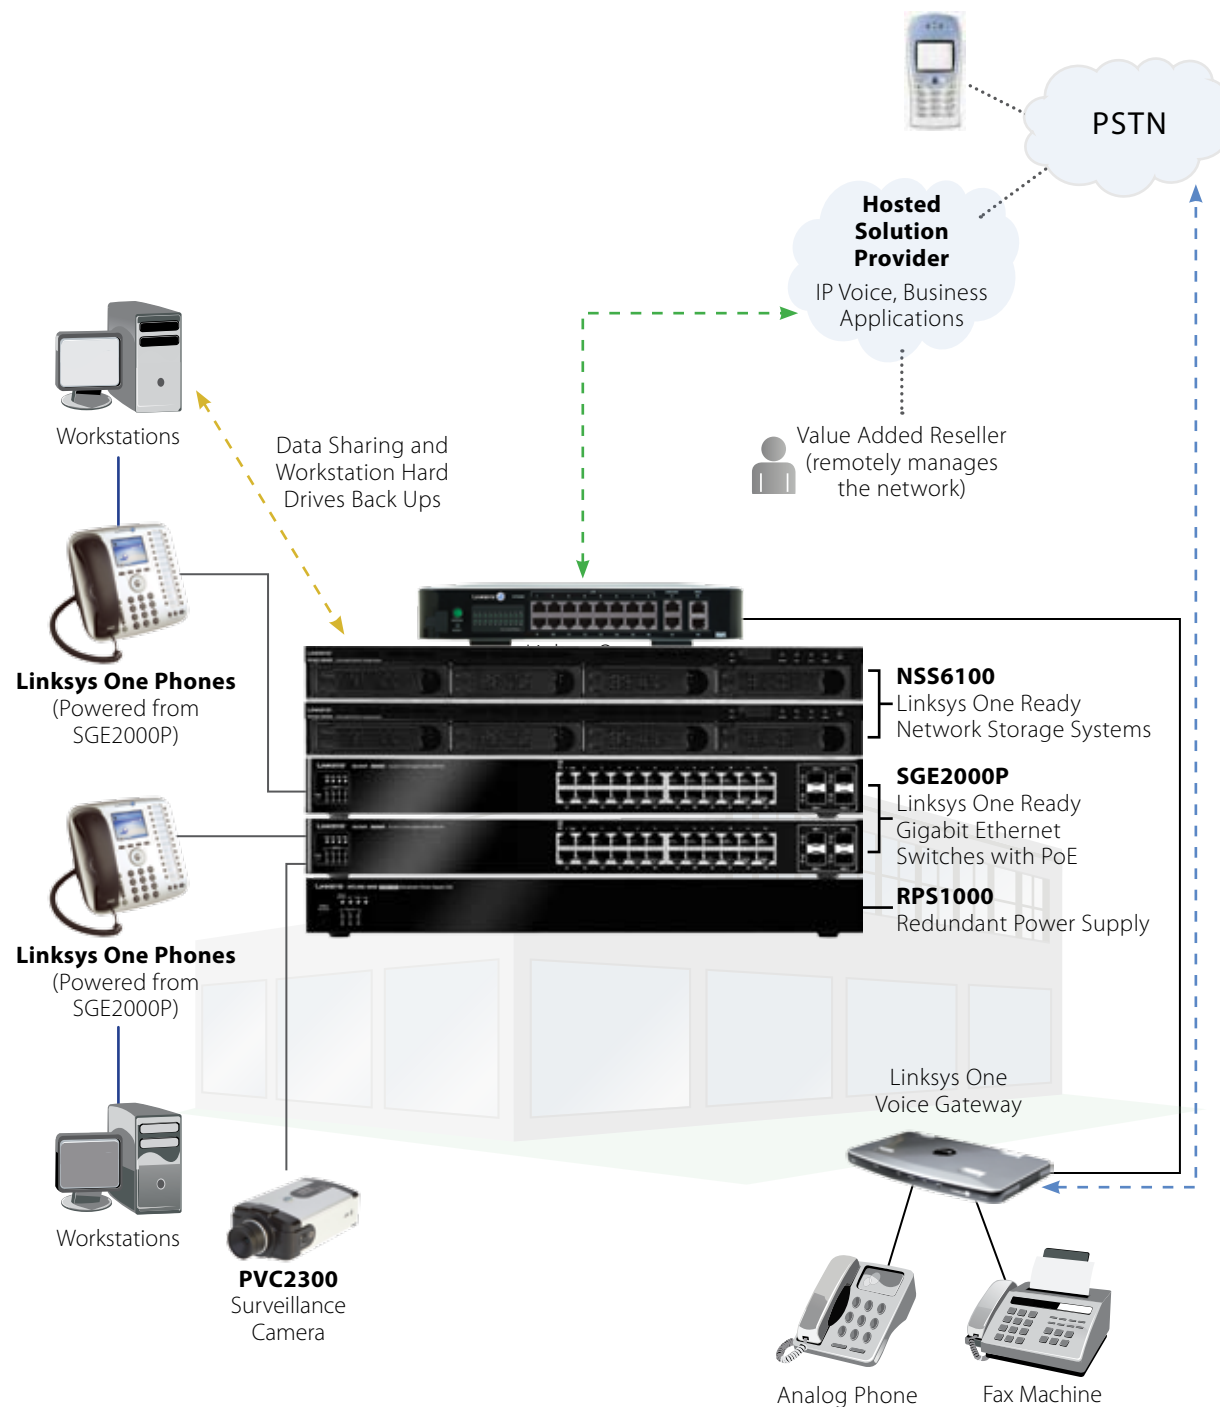 PSTN
Hosted
Solution
Provider
IP Voice, Business
Applications
Workstations
Data Sharing and
Workstation Hard
Drives Back Ups
Value Added Reseller
(remotely manages
the network)
Linksys One Phones
(Powered from
SGE2000P)
NSS6100
Linksys One Ready
Network Storage Systems
SGE2000P
Linksys One Ready
Gigabit Ethernet
Switches with PoE
RPS1000
Redundant Power Supply
Linksys One Phones
(Powered from
SGE2000P)
Linksys One
Voice Gateway
Workstations
PVC2300
Surveillance
Camera
Analog Phone
Fax Machine